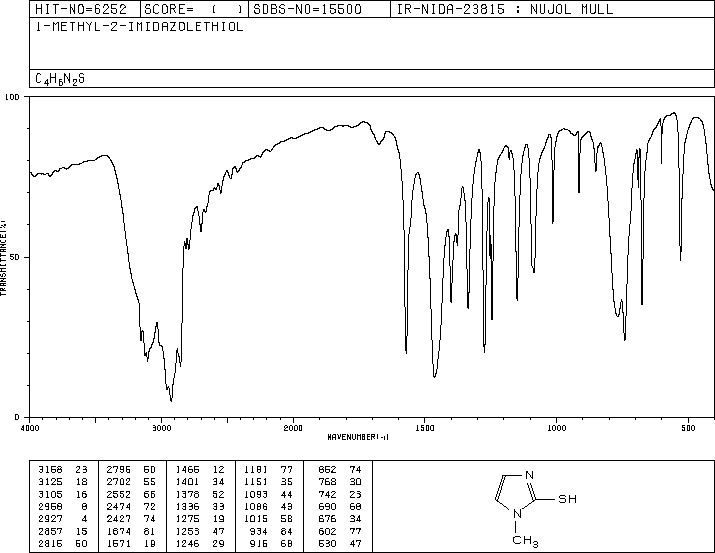 HIT-NO=6252 SCORE= ( ) SDBS-NO=15500 IR-NIDA-23815 : NUJOL MULL
1-METHYL-2-IMIDAZOLETHIOL
C4H6N2S
100
50
0
TRANSMITTANCE(%)
4000 3000 2000 1500 1000 500
WAVENUMBER(-1)
3158 23 2796 50 1466 12 1181 77 852 74
3125 18 2702 55 1401 34 1151 35 768 30
3105 16 2552 66 1378 52 1093 44 742 23
2958 8 2474 72 1336 33 1086 43 690 68
2927 4 2427 74 1275 19 1015 58 676 34
2857 15 1674 81 1253 47 934 84 602 77
2815 50 1571 19 1246 29 916 68 530 47
N
SH
N
CH3